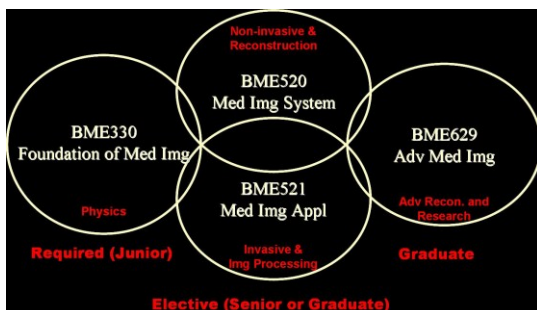 Non-invasive &
Reconstruction
BME520
Med Img System
BME330
Foundation of Med Img
BME629
Adv Med Img
BME521
Med Img Appl
Physics
Adv Recon. and
Research
Invasive &
Img Processing
Required (Junior)
Graduate
Elective (Senior or Graduate)